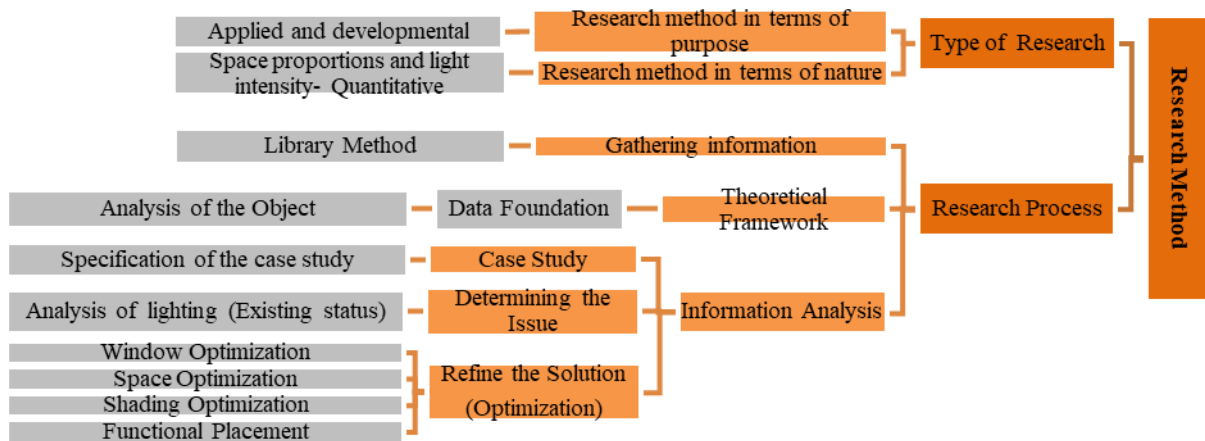 Applied and developmental
Research method in terms of
purpose
Type of Research
Space proportions and light
intensity- Quantitative
Research method in terms of nature
Research Method
Library Method
Gathering information
Analysis of the Object
Data Foundation
Theoretical
Framework
Research Process
Specification of the case study
Case Study
Analysis of lighting (Existing status)
Determining the
Issue
Information Analysis
Window Optimization
Space Optimization
Shading Optimization
Functional Placement
Refine the Solution
(Optimization)